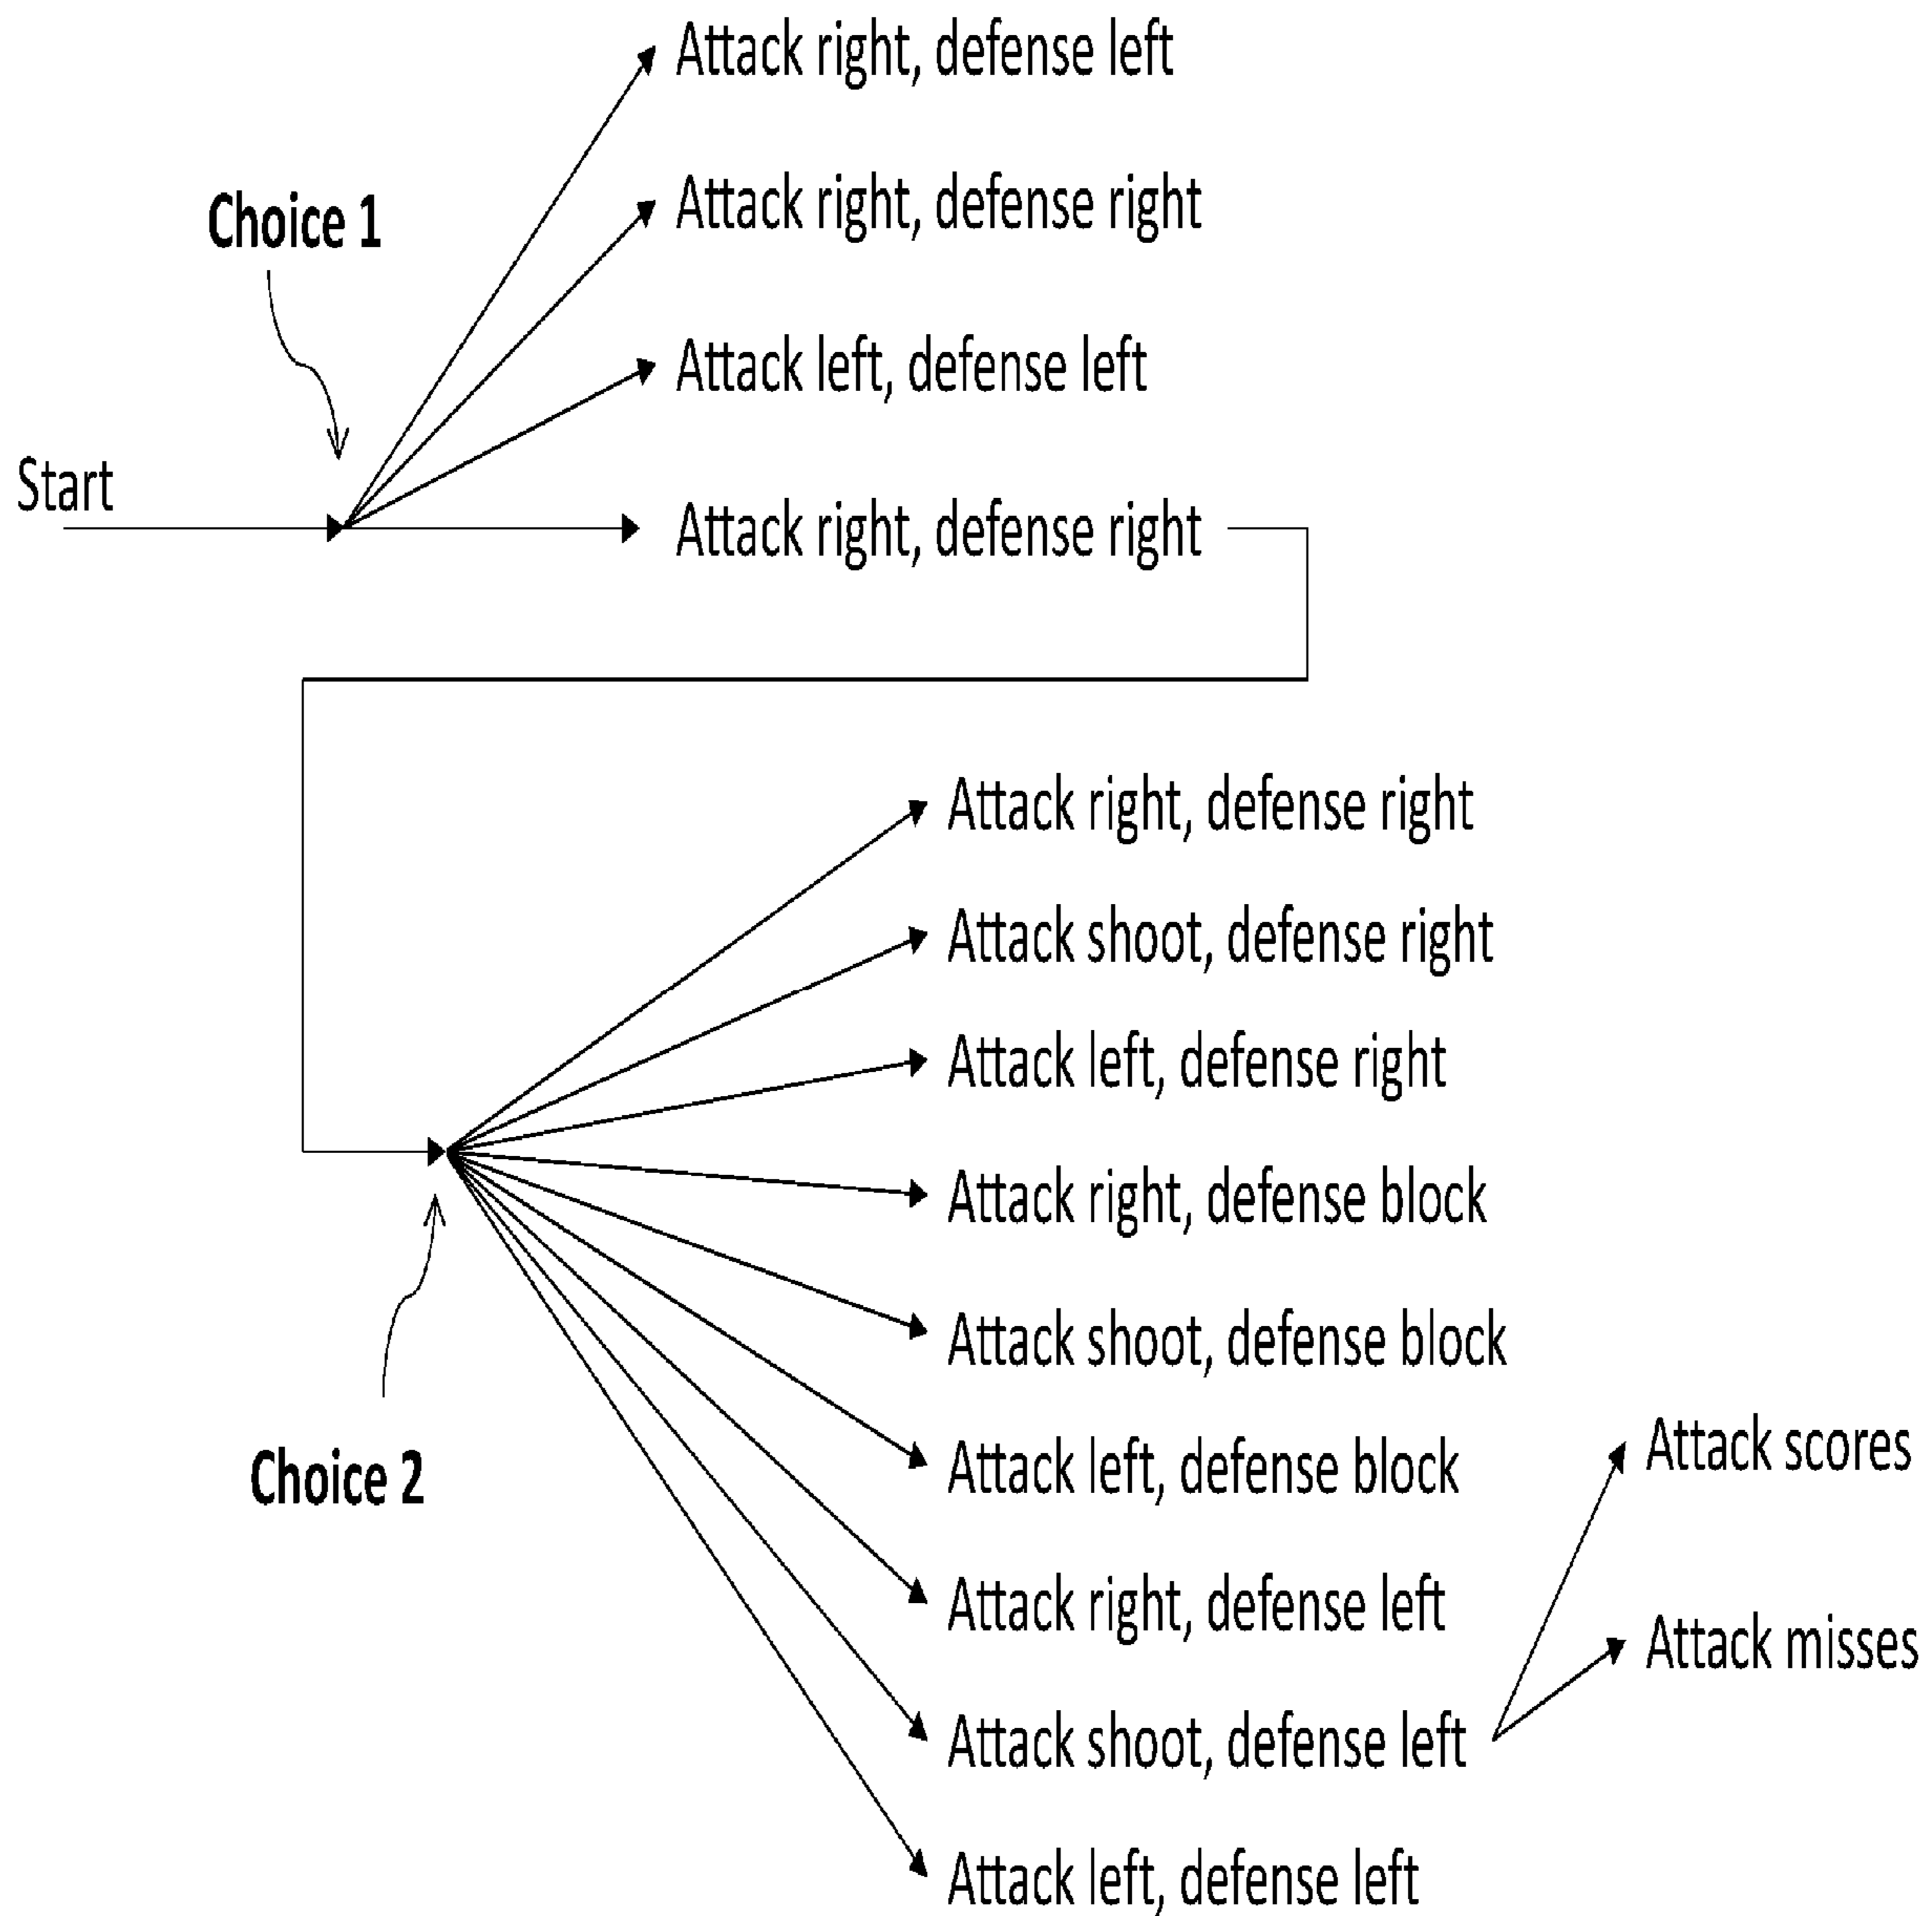 Attack right, defense left
Attack right, defense right
Choice 1
Attack left, defense left
Start
Attack right, defense right
Attack right, defense right
Attack shoot, defense right
Attack left, defense right
Attack right, defense block
Attack shoot, defense block
Attack left, defense block
Choice 2
Attack right, defense left
Attack shoot, defense left
Attack left, defense left
Attack scores
Attack misses